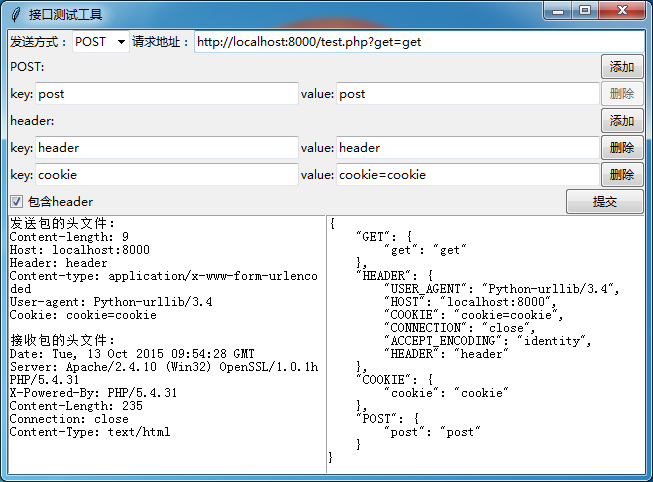 接口测试工具
发送方式： POST 请求地址： http://localhost:8000/test.php?get=get
POST: 添加
key: post value: post 删除
header: 添加
key: header value: header 删除
key: cookie value: cookie=cookie 删除
包含header 提交
发送包的头文件:
Content-length: 9
Host: localhost:8000
Header: header
Content-type: application/x-www-form-urlenco
ded
User-agent: Python-urllib/3.4
Cookie: cookie=cookie
接收包的头文件:
Date: Tue, 13 Oct 2015 09:54:28 GMT
Server: Apache/2.4.10 (Win32) OpenSSL/1.0.1h
PHP/5.4.31
X-Powered-By: PHP/5.4.31
Content-Length: 235
Connection: close
Content-Type: text/html
{
"GET": {
"get": "get"
},
"HEADER": {
"USER_AGENT": "Python-urllib/3.4",
"HOST": "localhost:8000",
"COOKIE": "cookie=cookie",
"CONNECTION": "close",
"ACCEPT_ENCODING": "identity",
"HEADER": "header"
},
"COOKIE": {
"cookie": "cookie"
},
"POST": {
"post": "post"
}
}